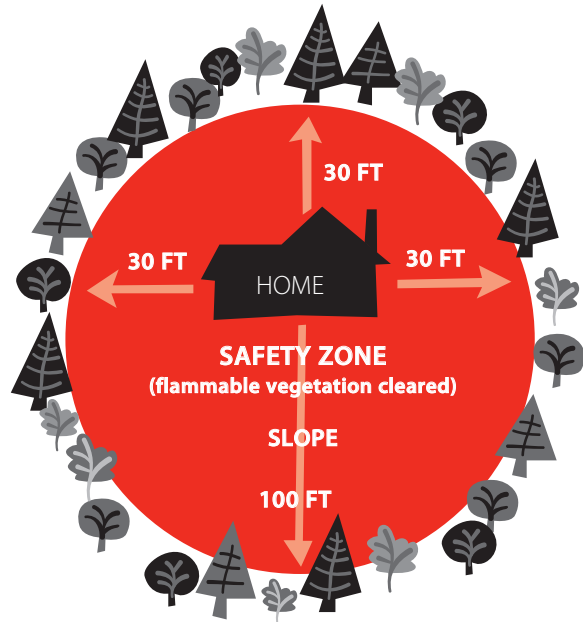 30 FT
30 FT
30 FT
HOME
SAFETY ZONE
(flammable vegetation cleared)
SLOPE
100 FT